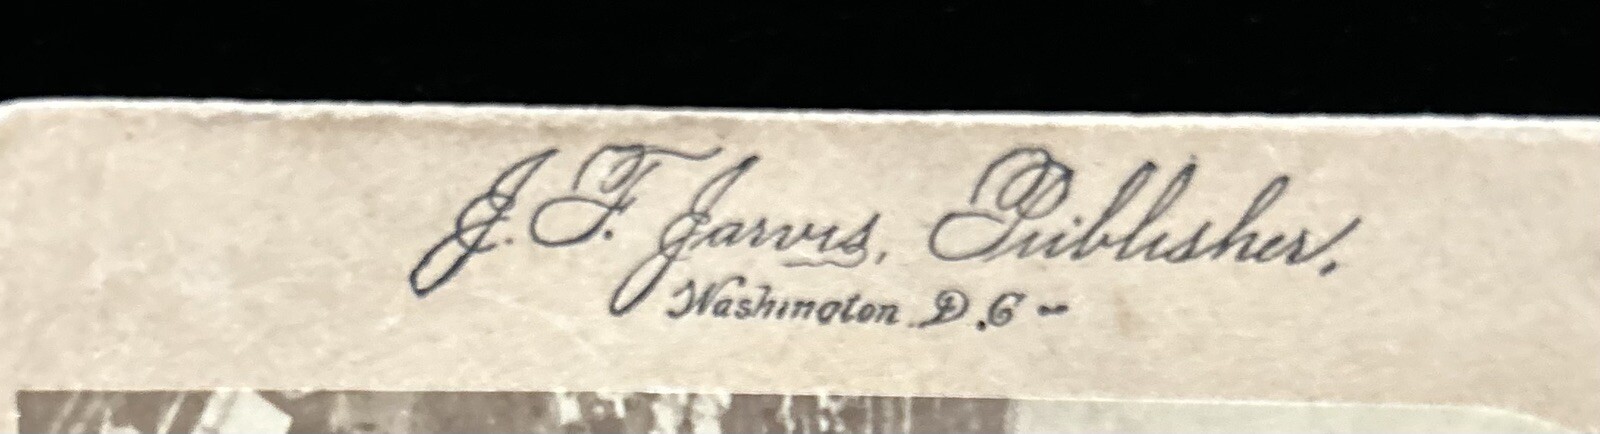 J. F. Jarvis, Publisher.
Washington D.C.